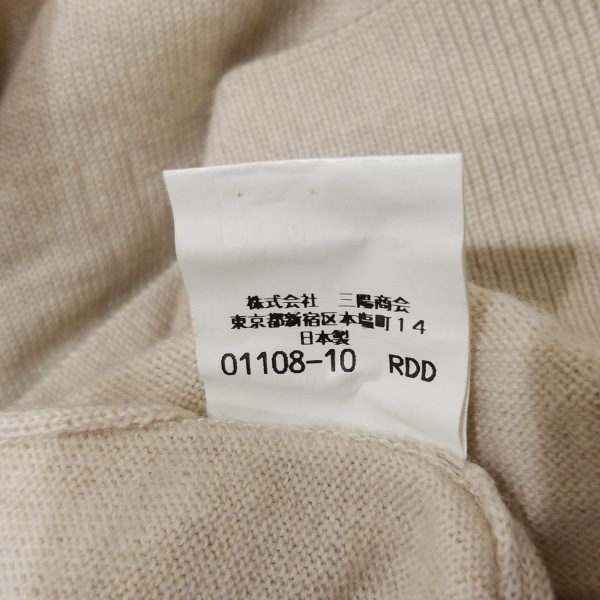 株式会社　三陽商会
東京都新宿区本塩町14
日本製
01108-10 RDD